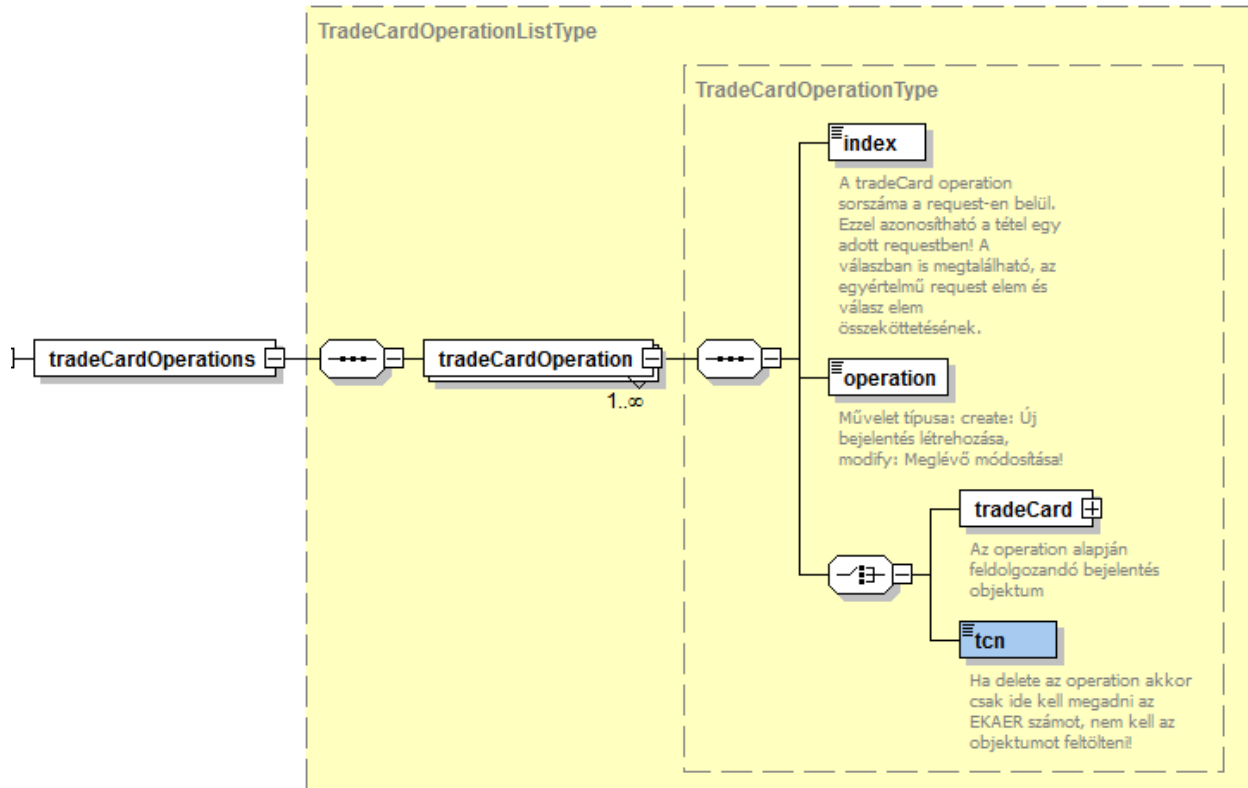 TradeCardOperationListType
TradeCardOperationType
index
A tradeCard operation
sorszáma a request-en belül.
Ezzel azonosítható a tétel egy
adott requestben! A
válaszban is megtalálható, az
egyértelmű request elem és
válasz elem
összeköttetésének.
tradeCardOperations
tradeCardOperation
1..∞
operation
Művelet típusa: create: Új
bejelentés létrehozása,
modify: Meglévő módosítása!
tradeCard
Az operation alapján
feldolgozandó bejelentés
objektum
tcn
Ha delete az operation akkor
csak ide kell megadni az
EKAER számot, nem kell az
objektumot feltölteni!